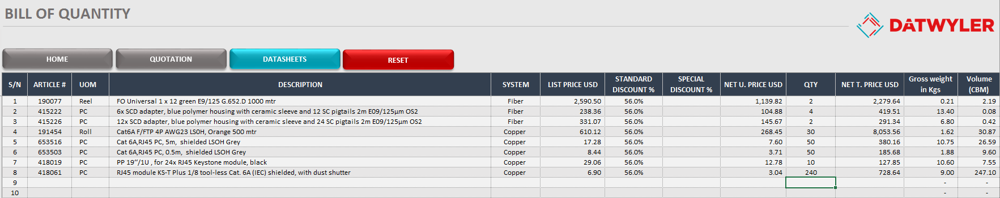 BILL OF QUANTITY
DATWYLER
HOME QUOTATION DATASHEETS RESET
S/N ARTICLE # UOM DESCRIPTION SYSTEM LIST PRICE USD STANDARD DISCOUNT % SPECIAL DISCOUNT % NET U. PRICE USD QTY NET T. PRICE USD Gross weight in Kgs Volume (CBM)
1 190077 Reel FO Universal 1 x 12 green E9/125 G.652.D 1000 mtr Fiber 2,590.50 56.0% 1,139.82 2 2,279.64 0.21 2.19
2 415222 PC 6x SCD adapter, blue polymer housing with ceramic sleeve and 12 SC pigtails 2m E09/125µm OS2 Fiber 238.36 56.0% 104.88 4 419.51 13.40 0.08
3 415226 PC 12x SCD adapter, blue polymer housing with ceramic sleeve and 24 SC pigtails 2m E09/125µm OS2 Fiber 331.07 56.0% 145.67 2 291.34 6.80 0.42
4 191454 Roll Cat6A F/FTP 4P AWG23 LS0H, Orange 500 mtr Copper 610.12 56.0% 268.45 30 8,053.56 1.62 30.87
5 653516 PC Cat 6A,RJ45 PC, 5m, shielded LSOH Grey Copper 17.28 56.0% 7.60 50 380.16 10.75 26.59
6 653503 PC Cat 6A,RJ45 PC, 0.5m, shielded LSOH Grey Copper 8.44 56.0% 3.71 50 185.68 1.88 9.60
7 418019 PC PP 19“/1U , for 24x RJ45 Keystone module, black Copper 29.06 56.0% 12.78 10 127.85 10.60 7.55
8 418061 PC RJ45 module KS-T Plus 1/8 tool-less Cat. 6A (IEC) shielded, with dust shutter Copper 6.90 56.0% 3.04 240 728.64 9.00 247.10
9 - -
10 - -